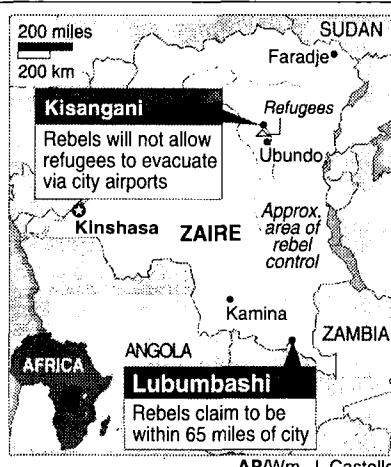 200 miles
200 km
SUDAN
Faradje
Kisangani
Rebels will not allow
refugees to evacuate
via city airports
Refugees
Ubundo
Kinshasa
ZAIRE
Approx.
area of
rebel
control
Kamina
ZAMBIA
ANGOLA
AFRICA
Lubumbashi
Rebels claim to be
within 65 miles of city
AP/Wm. J. Castello